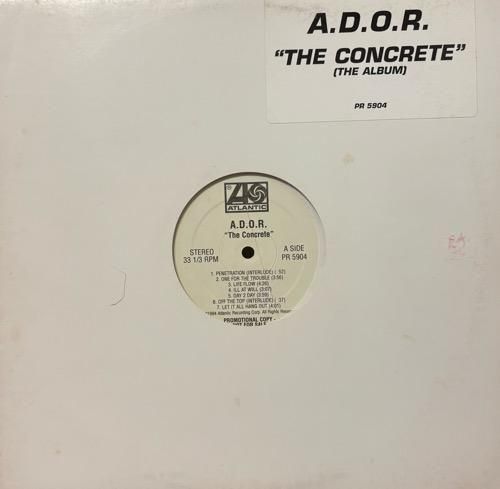 A.D.O.R.
"THE CONCRETE"
(THE ALBUM)
PR 5904
ATLANTIC
A.D.O.R.
"The Concrete"
STEREO
33 1/3 RPM
A SIDE
PR 5904
1. PENETRATION (INTERLUDE) ( 52)
2. ONE FOR THE TROUBLE (3:56)
3. LIFE FLOW (4:26)
4. ILL AT WILL (3:07)
5. DAY 2 DAY (3:59)
6. OFF THE TOP (INTERLUDE) ( 37)
7. LET IT ALL HANG OUT (4:01)
1994 Atlantic Recording Corp. All Rights
PROMOTIONAL COPY -
NOT FOR SALE